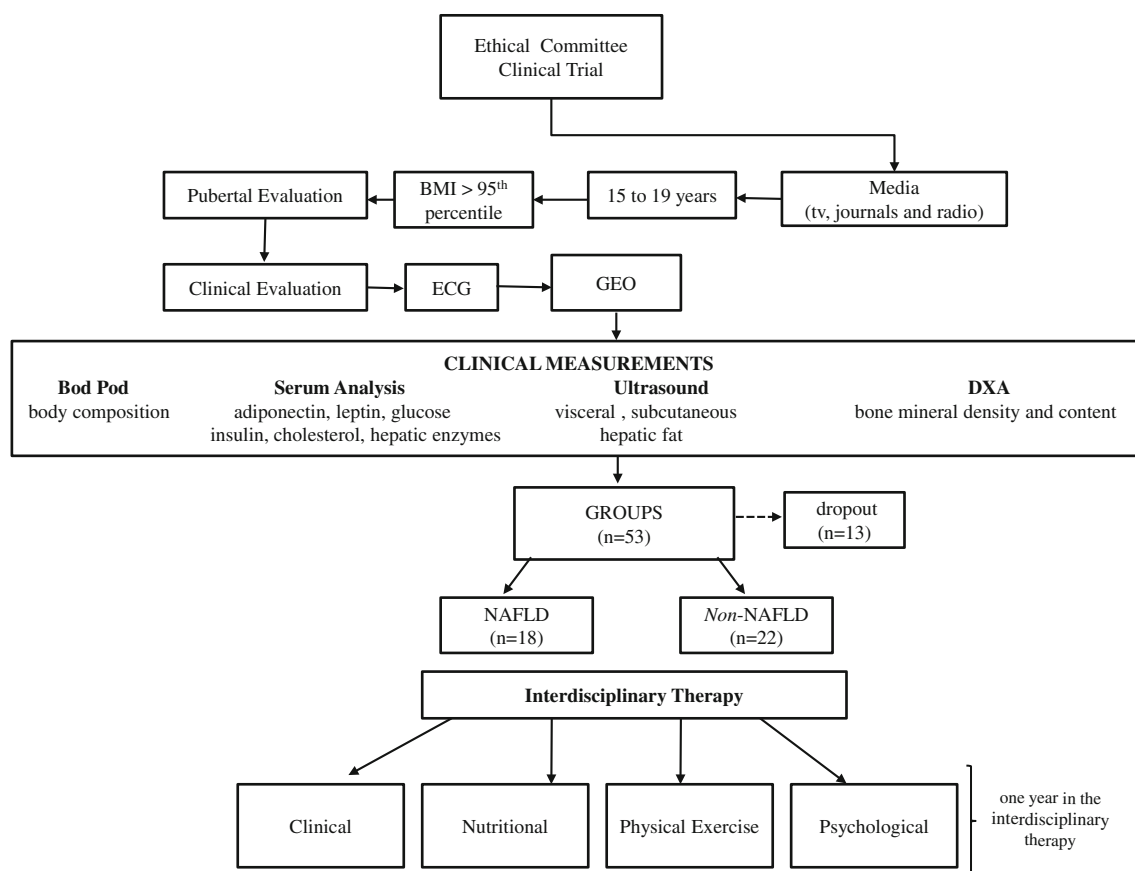 Ethical Committee
Clinical Trial
Media
(tv, journals and radio)
15 to 19 years
BMI > 95th
percentile
Pubertal Evaluation
Clinical Evaluation
ECG
GEO
CLINICAL MEASUREMENTS
Bod Pod
body composition
Serum Analysis
adiponectin, leptin, glucose
insulin, cholesterol, hepatic enzymes
Ultrasound
visceral , subcutaneous
hepatic fat
DXA
bone mineral density and content
GROUPS
(n=53)
dropout
(n=13)
NAFLD
(n=18)
Non-NAFLD
(n=22)
Interdisciplinary Therapy
Clinical
Nutritional
Physical Exercise
Psychological
one year in the
interdisciplinary
therapy